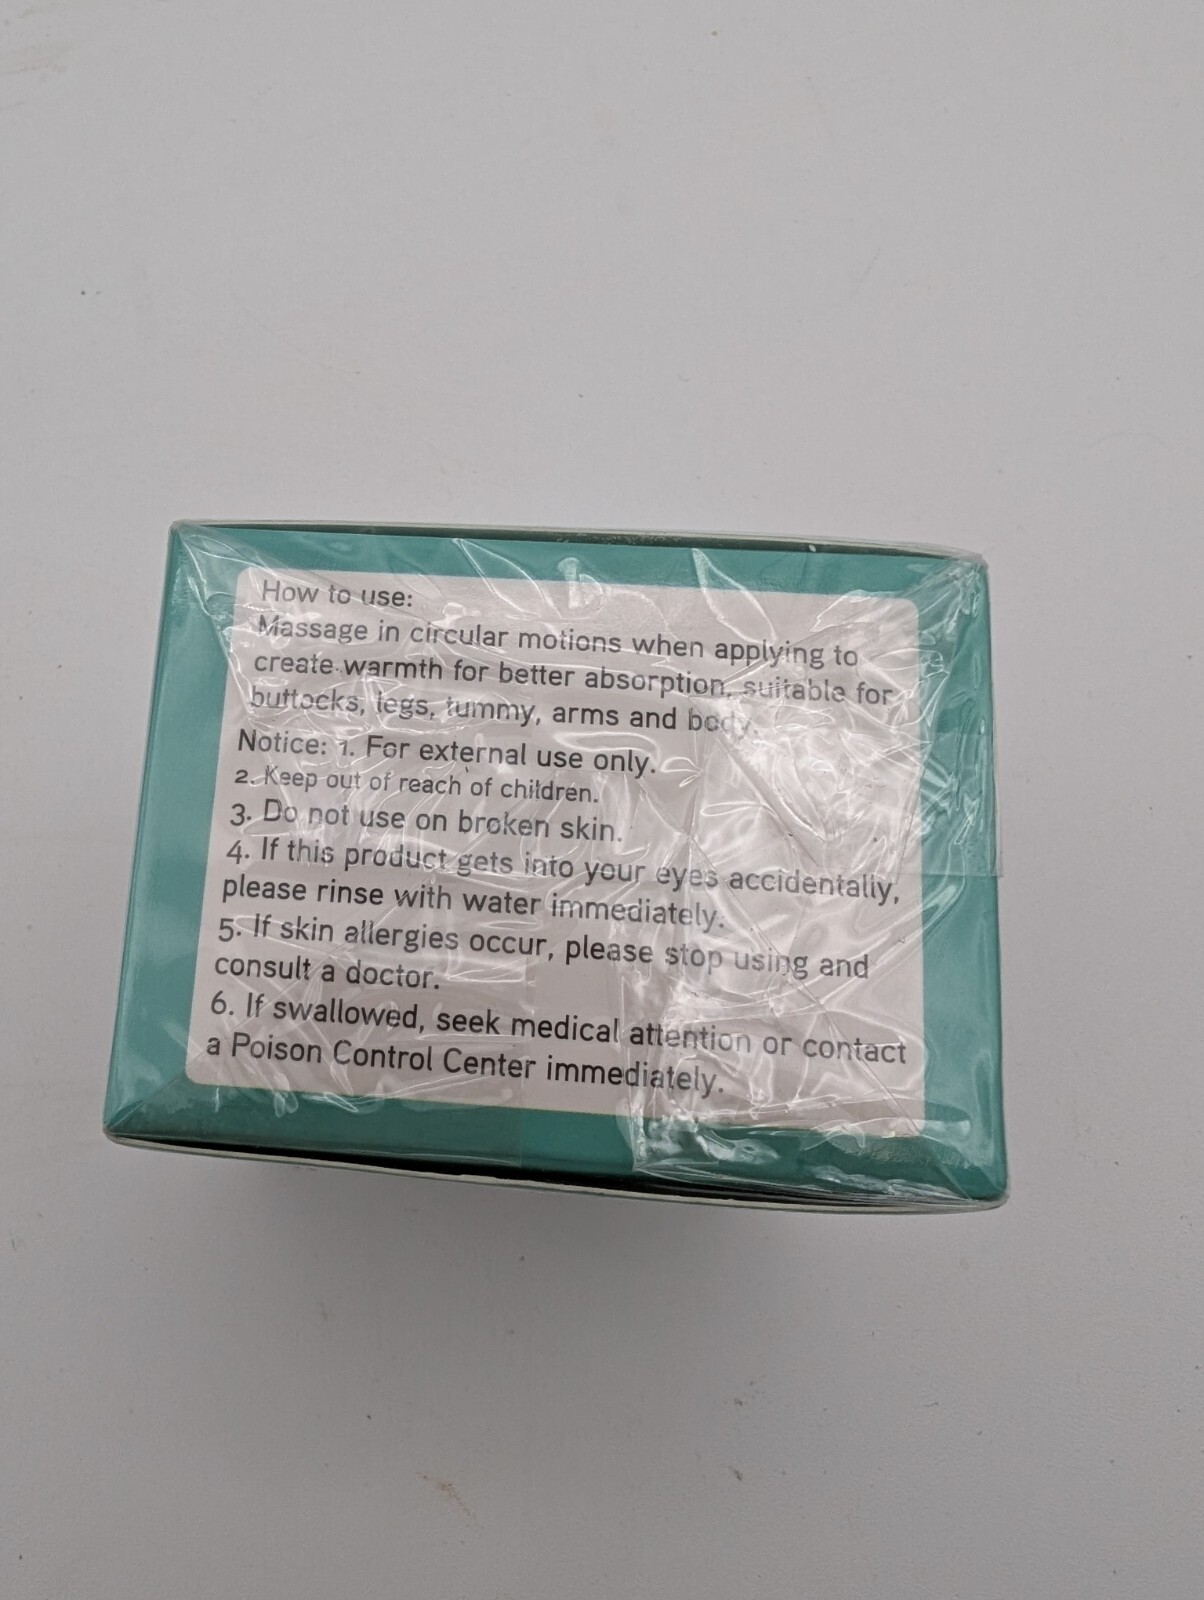 How to use:
Massage in circular motions when applying to
create warmth for better absorption, suitable for
buttocks, legs, tummy, arms and body.
Notice: 1. For external use only.
2. Keep out of reach of children.
3. Do not use on broken skin.
4. If this product gets into your eyes accidentally,
please rinse with water immediately.
5. If skin allergies occur, please stop using and
consult a doctor.
6. If swallowed, seek medical attention or contact
a Poison Control Center immediately.